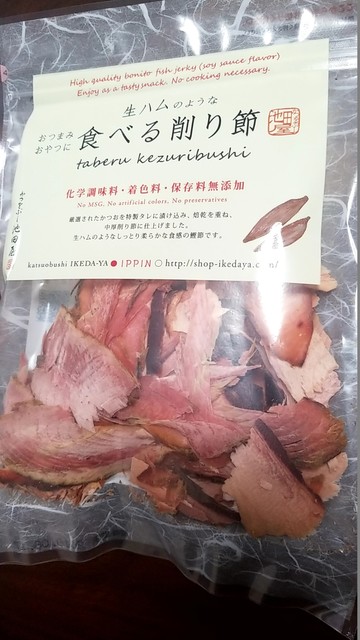 High quality bonito fish jerky (soy sauce flavor)
Enjoy as a tasty snack. No cooking necessary.
生ハムのような
おつまみ
おやつに
食べる削り節
池田屋
taberu kezuribushi
化学調味料・着色料・保存料無添加
No MSG, No artificial colors, No preservatives
厳選されたかつおを特製タレに漬け込み、焙乾を重ね、
中厚削り節に仕上げました。
生ハムのようなしっとり柔らかな食感の鰹節です。
かつおぶし 池田屋
katsuobushi IKEDA-YA ● IPPIN ○ http://shop-ikedaya.com/